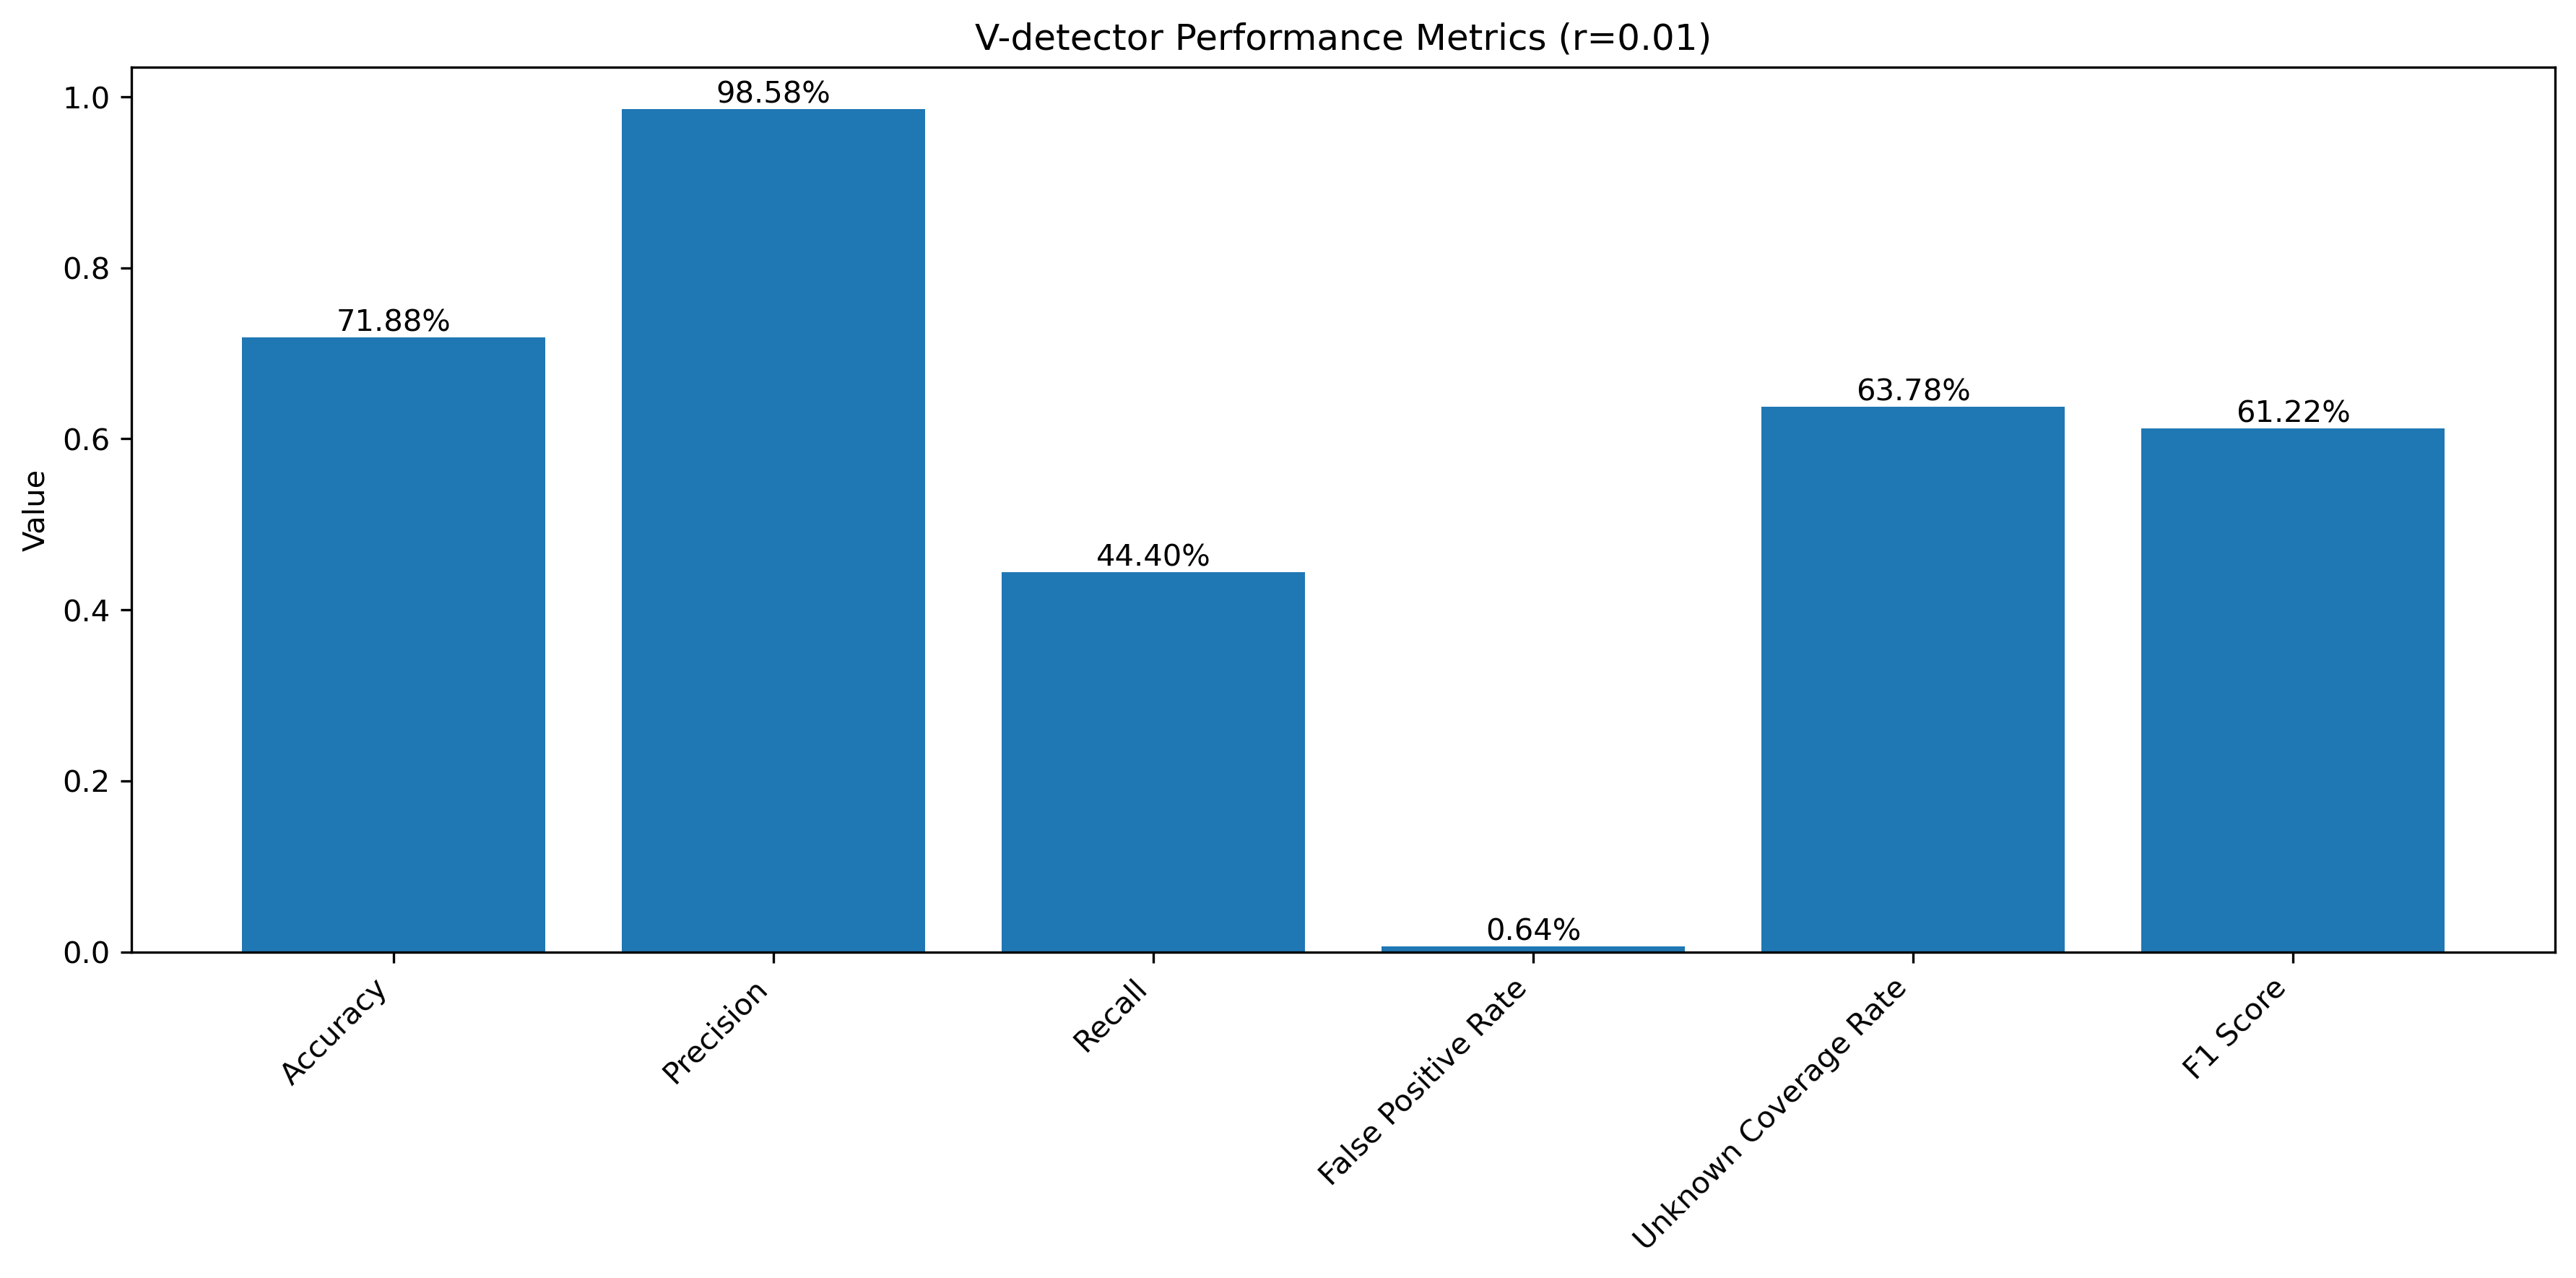 V-detector Performance Metrics (r=0.01)
Value
1.0
0.8
0.6
0.4
0.2
0.0
71.88%
98.58%
44.40%
0.64%
63.78%
61.22%
Accuracy
Precision
Recall
False Positive Rate
Unknown Coverage Rate
F1 Score